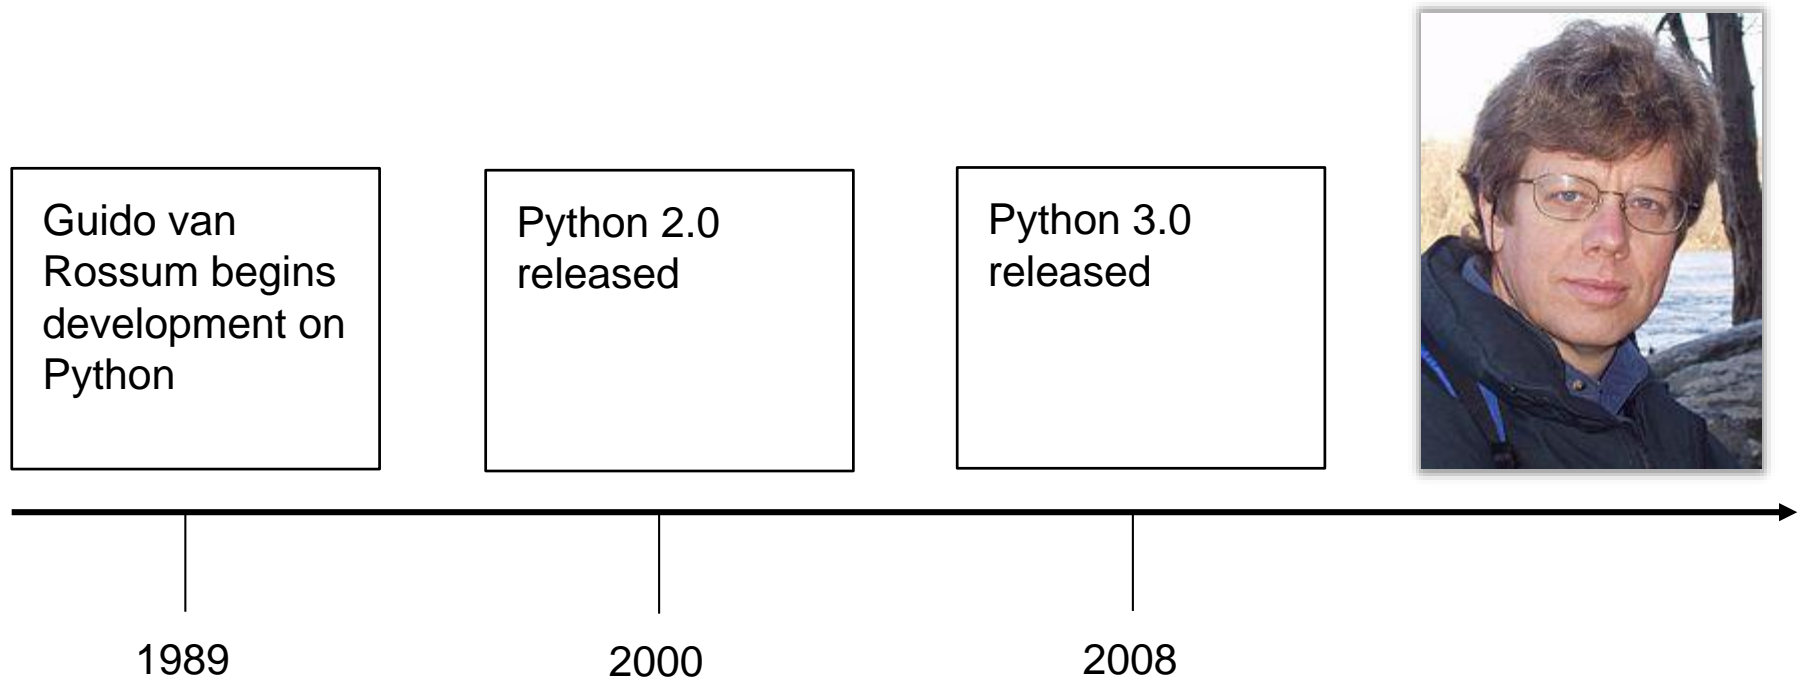 Guido van
Rossum begins
development on
Python
Python 2.0
released
Python 3.0
released
1989
2000
2008